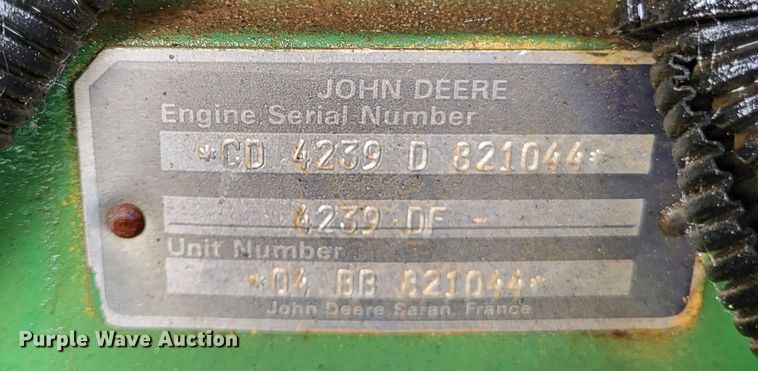 JOHN DEERE
Engine Serial Number
*CD 4239 D 821044*
4239 DF -
Unit Number
*04 BB 821044*
John Deere Saran, France
Purple Wave Auction